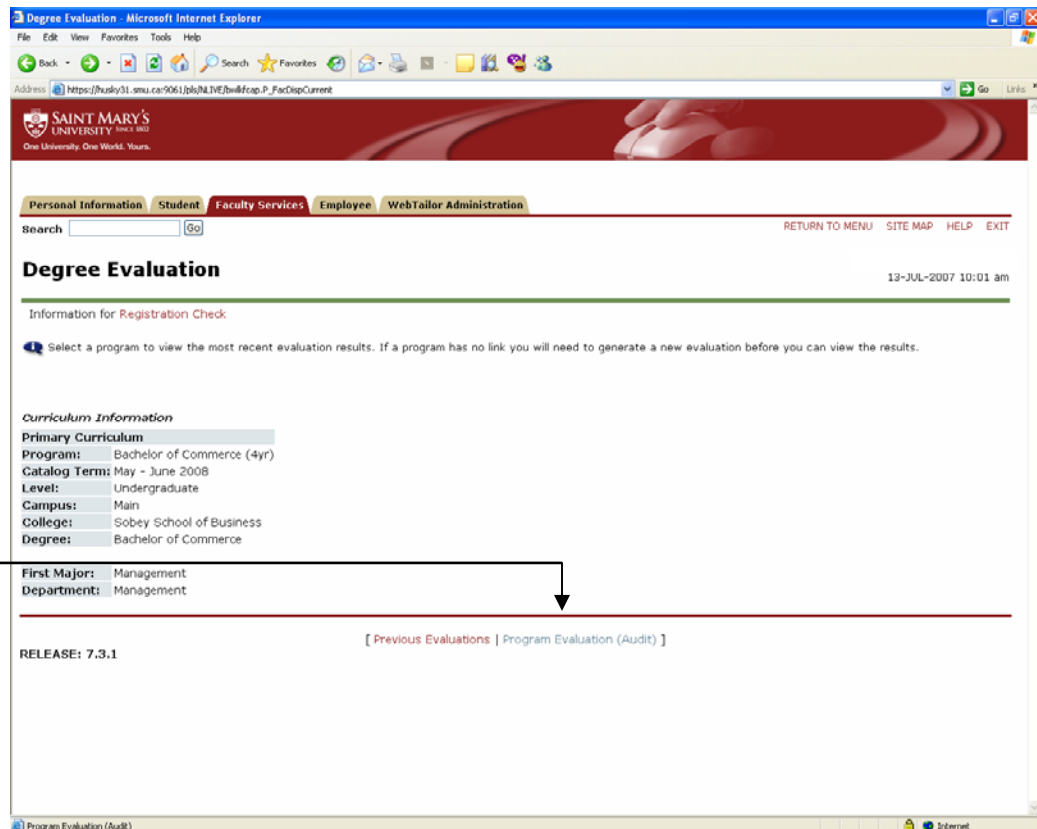 Degree Evaluation - Microsoft Internet Explorer
File Edit View Favorites Tools Help
Back Search Favorites
Address https://husky31.smu.ca:9061/pls/NLIVE/bwlkfcap.P_FacDispCurrent Go Links
SAINT MARY'S
UNIVERSITY SINCE 1802
One University. One World. Yours.
Personal Information Student Faculty Services Employee WebTailor Administration
Search Go RETURN TO MENU SITE MAP HELP EXIT
Degree Evaluation
13-JUL-2007 10:01 am
Information for Registration Check
Select a program to view the most recent evaluation results. If a program has no link you will need to generate a new evaluation before you can view the results.
Curriculum Information
Primary Curriculum
Program: Bachelor of Commerce (4yr)
Catalog Term: May - June 2008
Level: Undergraduate
Campus: Main
College: Sobey School of Business
Degree: Bachelor of Commerce
First Major: Management
Department: Management
[ Previous Evaluations | Program Evaluation (Audit) ]
RELEASE: 7.3.1
Program Evaluation (Audit) Internet